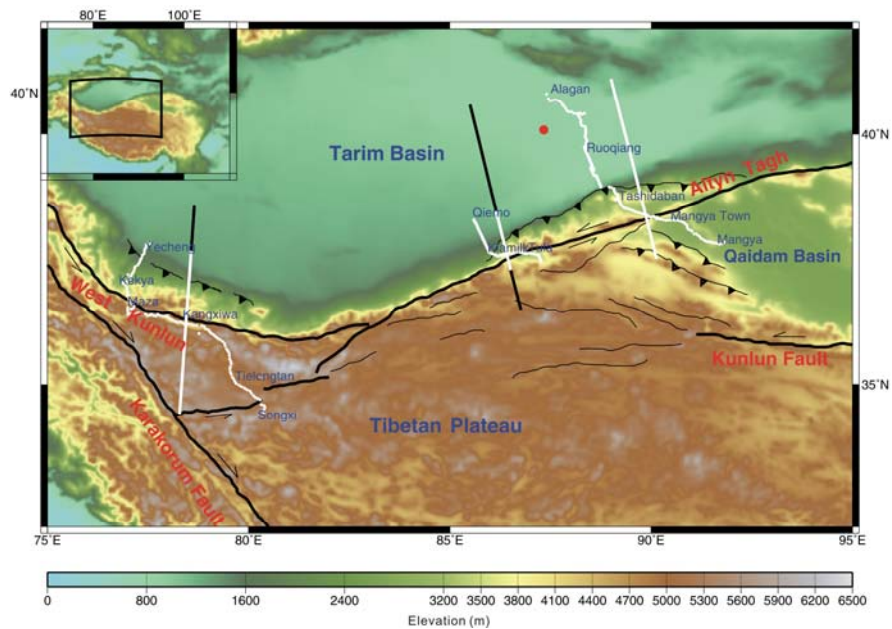 80°E 100°E
40°N
40°N
35°N
Alagan
Tarim Basin
Ruoqiang
Altyn Tagh
Tashidaban
Qiemo
Mangya Town
Yecheng
Mangya
Qaidam Basin
Kekya
Maza
West Kunlun
Kangxiwa
Kunlun Fault
Tielongtan
Songxi
Tibetan Plateau
Karakorum Fault
75°E 80°E 85°E 90°E 95°E
0 800 1600 2400 3200 3800 4100 4400 4700 5000 5300 5600 5900 6200 6500
Elevation (m)